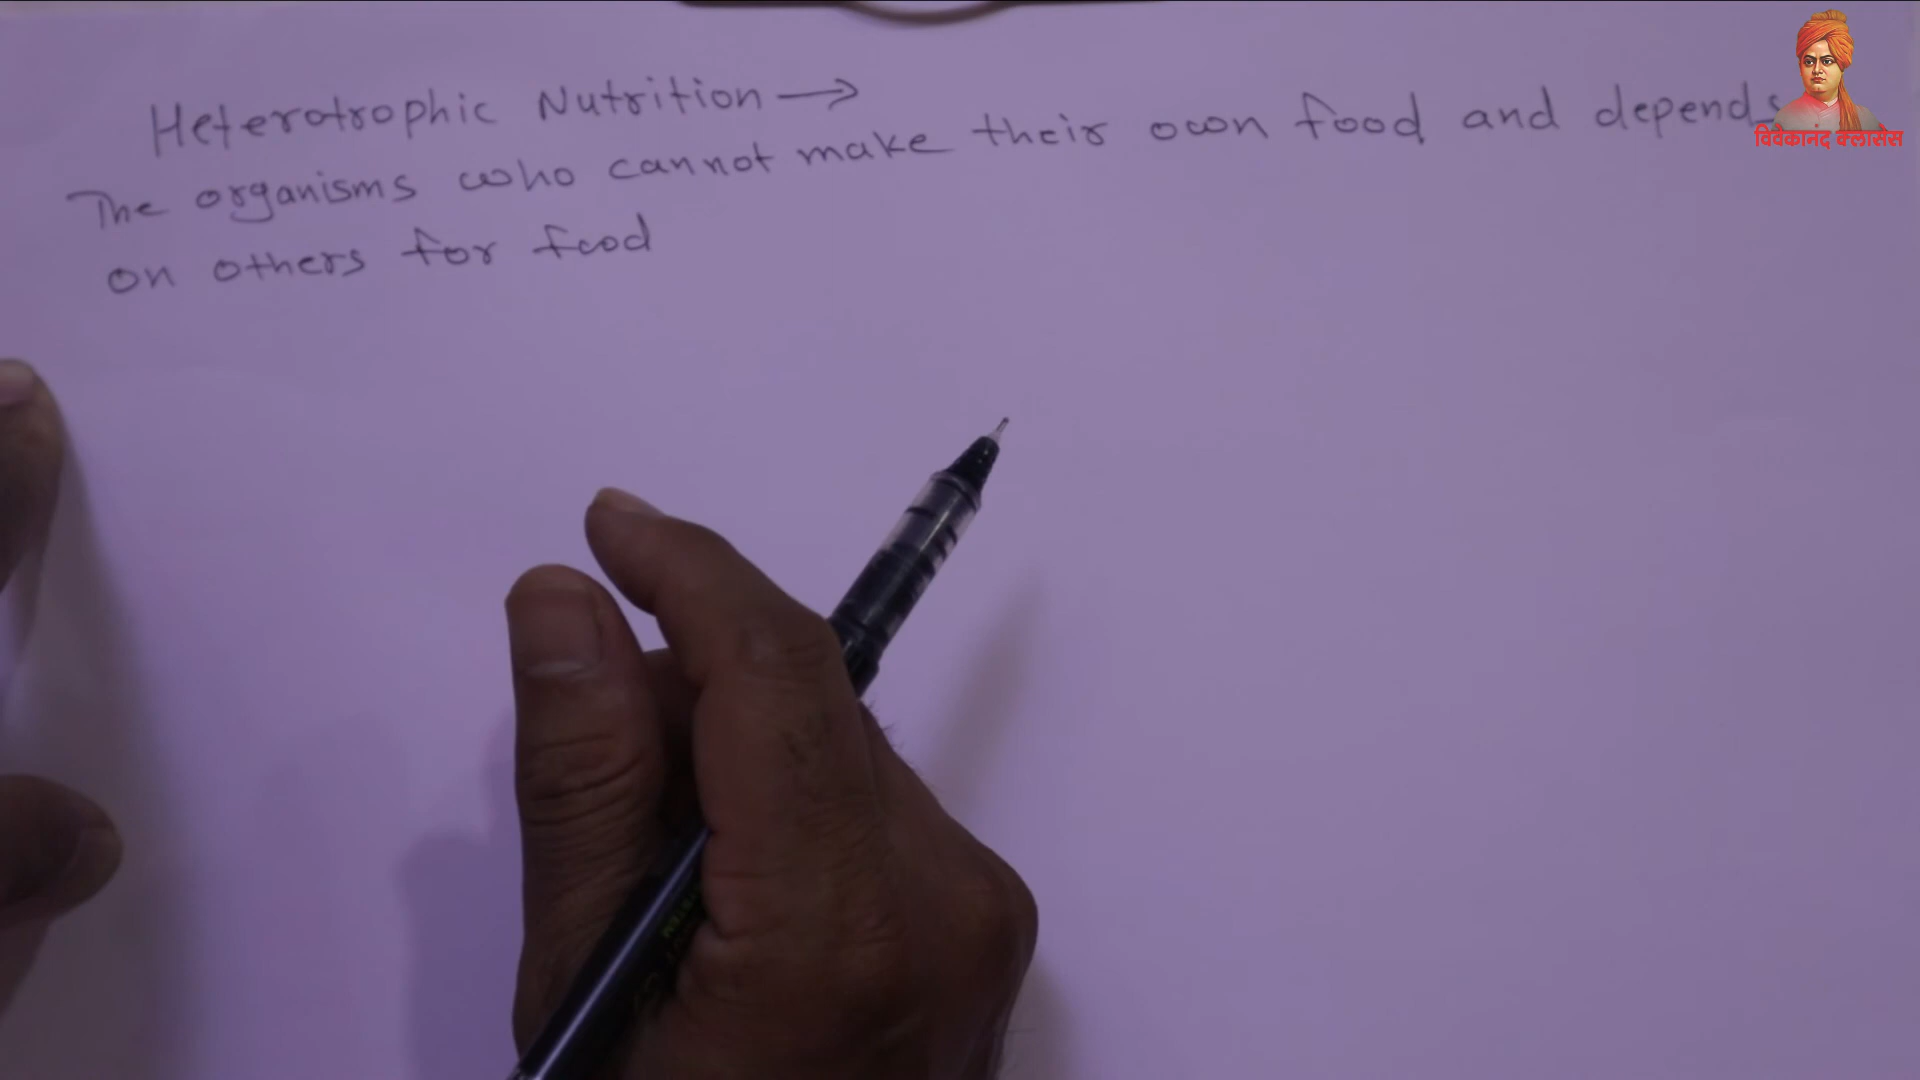 Heterotrophic Nutrition →
The organisms who cannot make their own food and depends
on others for food
विवेकानंद क्लासेस